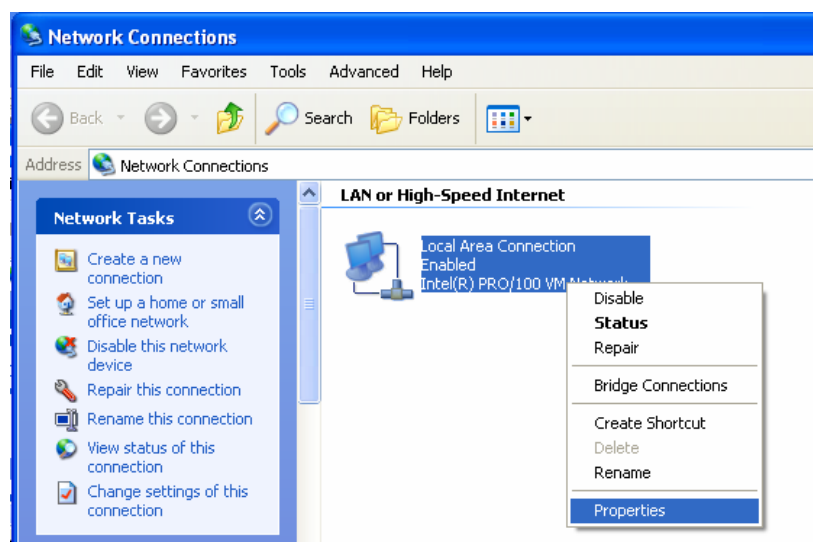 Network Connections
File Edit View Favorites Tools Advanced Help
Back Search Folders
Address Network Connections
Network Tasks
Create a new
connection
Set up a home or small
office network
Disable this network
device
Repair this connection
Rename this connection
View status of this
connection
Change settings of this
connection
LAN or High-Speed Internet
Local Area Connection
Enabled
Intel(R) PRO/100 VM Network
Disable
Status
Repair
Bridge Connections
Create Shortcut
Delete
Rename
Properties